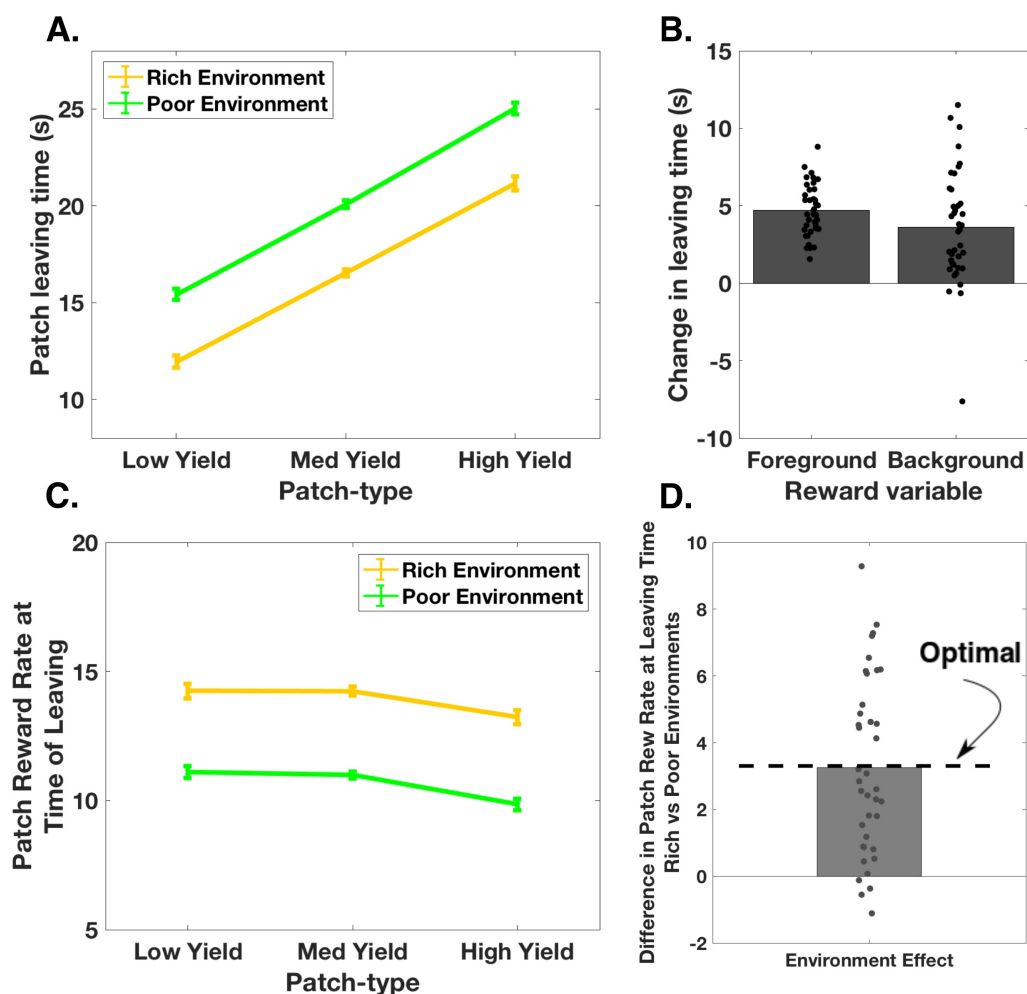 A.
Patch leaving time (s)
25
20
15
10
Rich Environment
Poor Environment
Low Yield Med Yield High Yield
Patch-type
B.
Change in leaving time (s)
15
10
5
0
-5
-10
Foreground Background
Reward variable
C.
Patch Reward Rate at
Time of Leaving
20
15
10
5
Rich Environment
Poor Environment
Low Yield Med Yield High Yield
Patch-type
D.
Difference in Patch Rew Rate at Leaving Time
Rich vs Poor Environments
10
8
6
4
2
0
-2
Optimal
Environment Effect